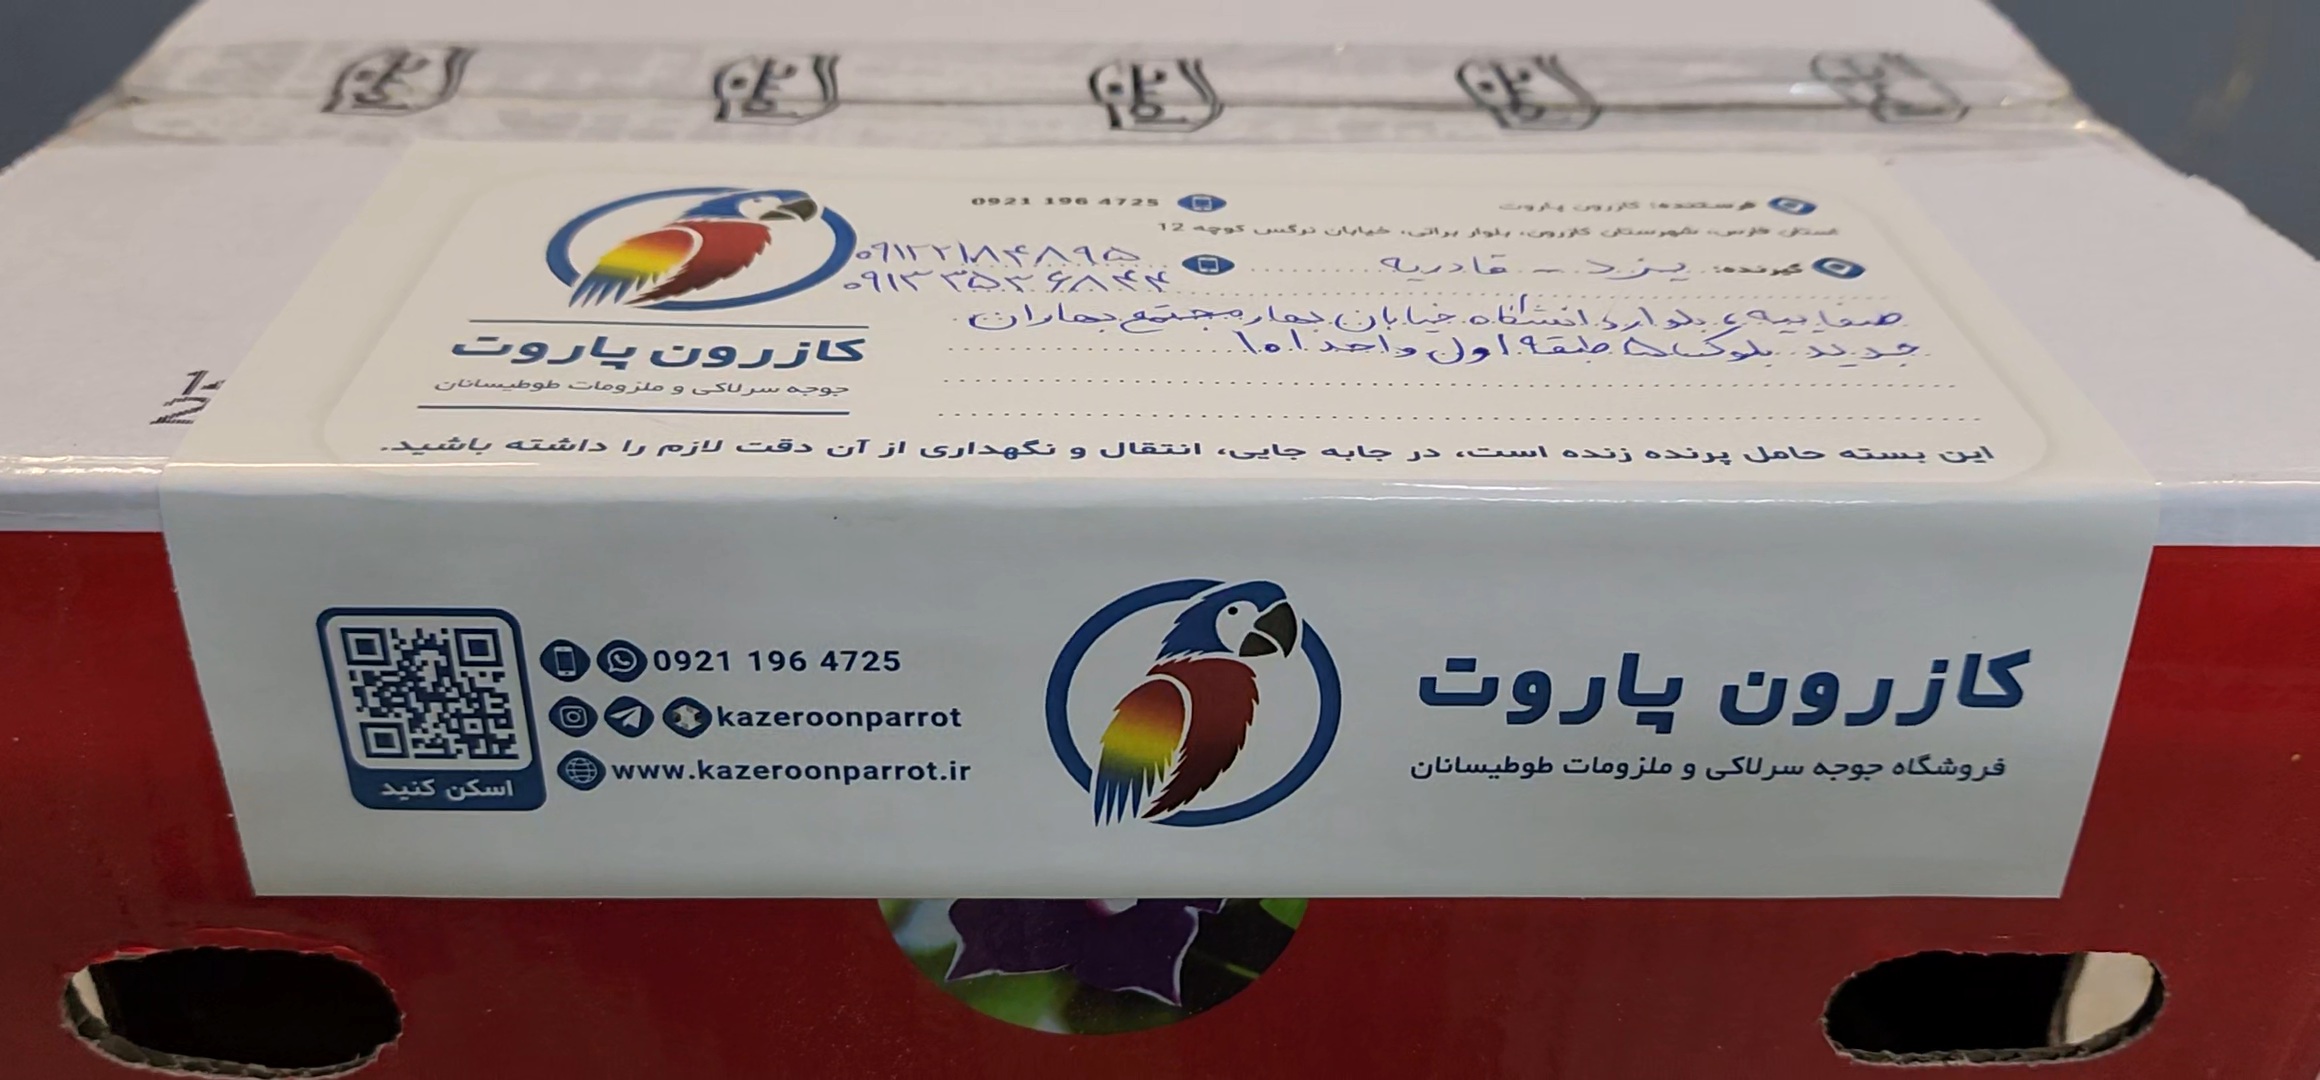 فرستنده: کازرون پاروت
0921 196 4725
استان فارس، شهرستان کازرون، بلوار براتی، خیابان نرگس کوچه 12
گیرنده: یزد - قادریه
۰۹۱۲۲۱۸۴۸۹۵
۰۹۱۳۳۵۲۶۸۴۴
صفاییه، بلوار دانشگاه خیابان بهار مجتمع بهاران
جدید بلوک ۵ طبقه اول واحد ۱۰۱
کازرون پاروت
جوجه سرلاکی و ملزومات طوطیسانان
این بسته حامل پرنده زنده است، در جابه جایی، انتقال و نگهداری از آن دقت لازم را داشته باشید.
کازرون پاروت
فروشگاه جوجه سرلاکی و ملزومات طوطیسانان
0921 196 4725
kazeroonparrot
www.kazeroonparrot.ir
اسکن کنید